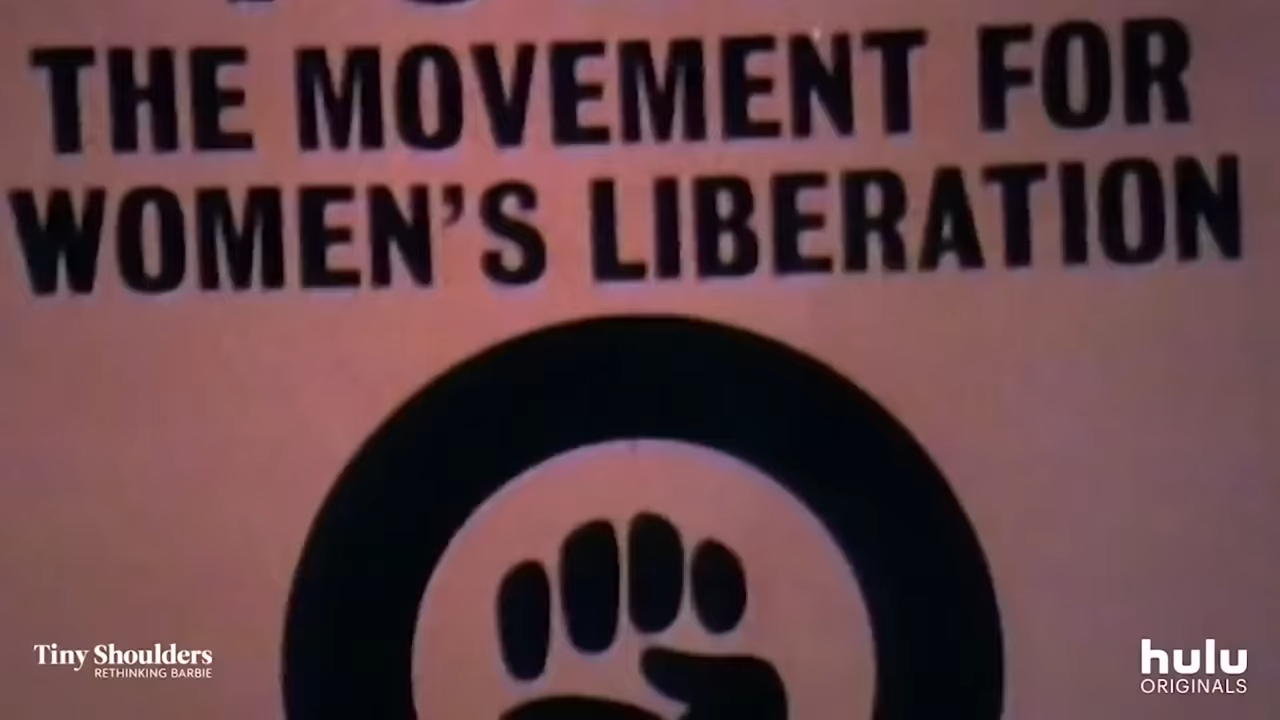 THE MOVEMENT FOR
WOMEN'S LIBERATION
Tiny Shoulders
RETHINKING BARBIE
hulu
ORIGINALS